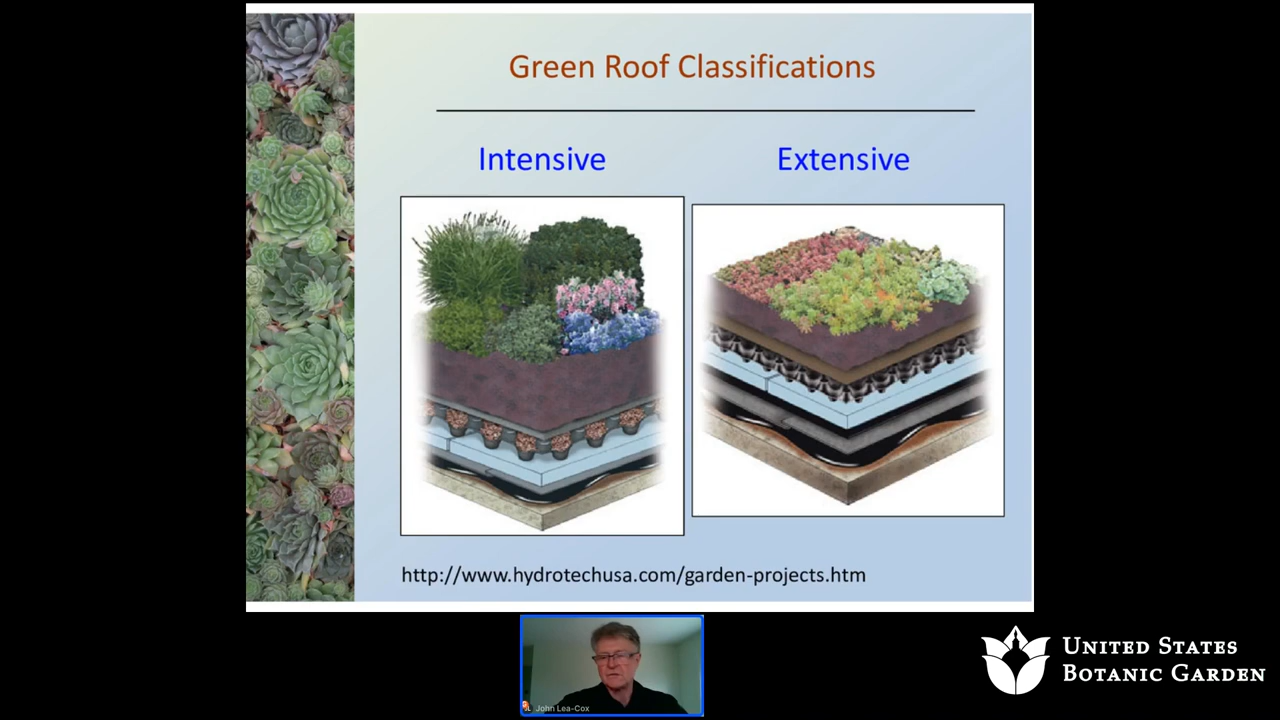 Green Roof Classifications
Intensive
Extensive
http://www.hydrotechusa.com/garden-projects.htm
John Lea-Cox
UNITED STATES
BOTANIC GARDEN